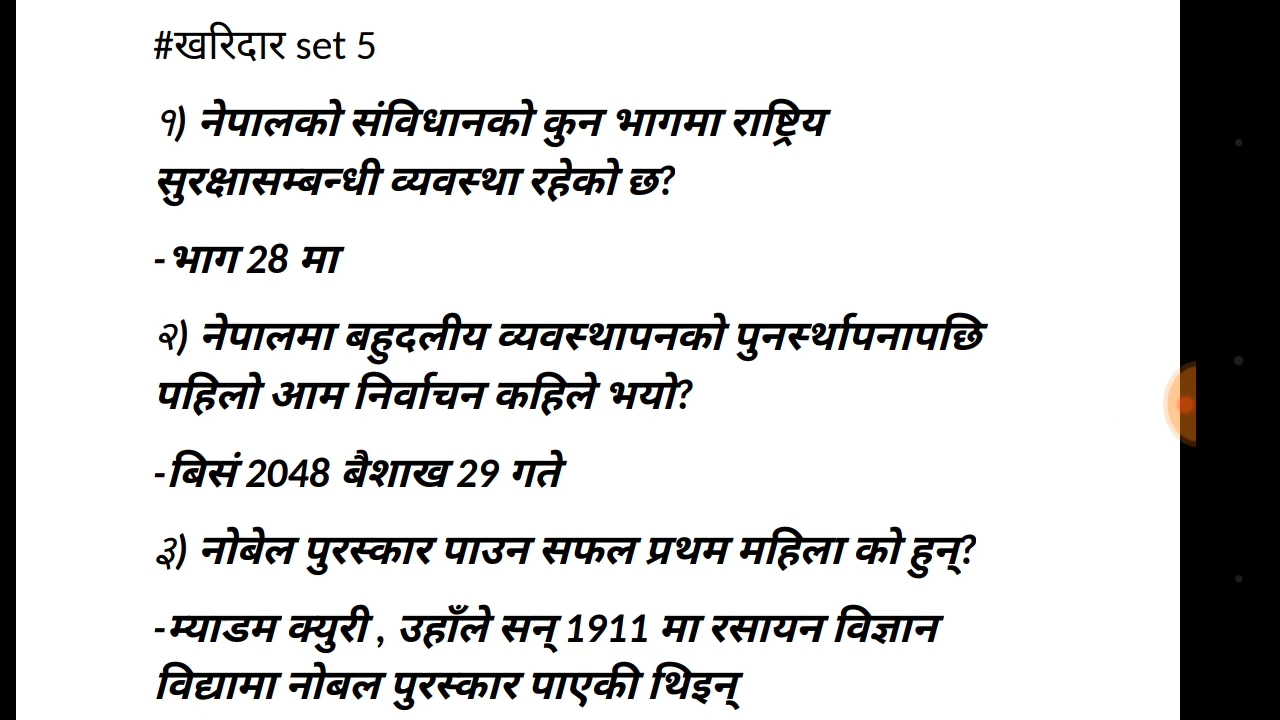 #खरिदार set 5
१) नेपालको संविधानको कुन भागमा राष्ट्रिय
सुरक्षासम्बन्धी व्यवस्था रहेको छ?
-भाग 28 मा
२) नेपालमा बहुदलीय व्यवस्थापनको पुनर्स्थापनापछि
पहिलो आम निर्वाचन कहिले भयो?
-बिसं 2048 बैशाख 29 गते
३) नोबेल पुरस्कार पाउन सफल प्रथम महिला को हुन्?
-म्याडम क्युरी , उहाँले सन् 1911 मा रसायन विज्ञान
विद्यामा नोबल पुरस्कार पाएकी थिइन्